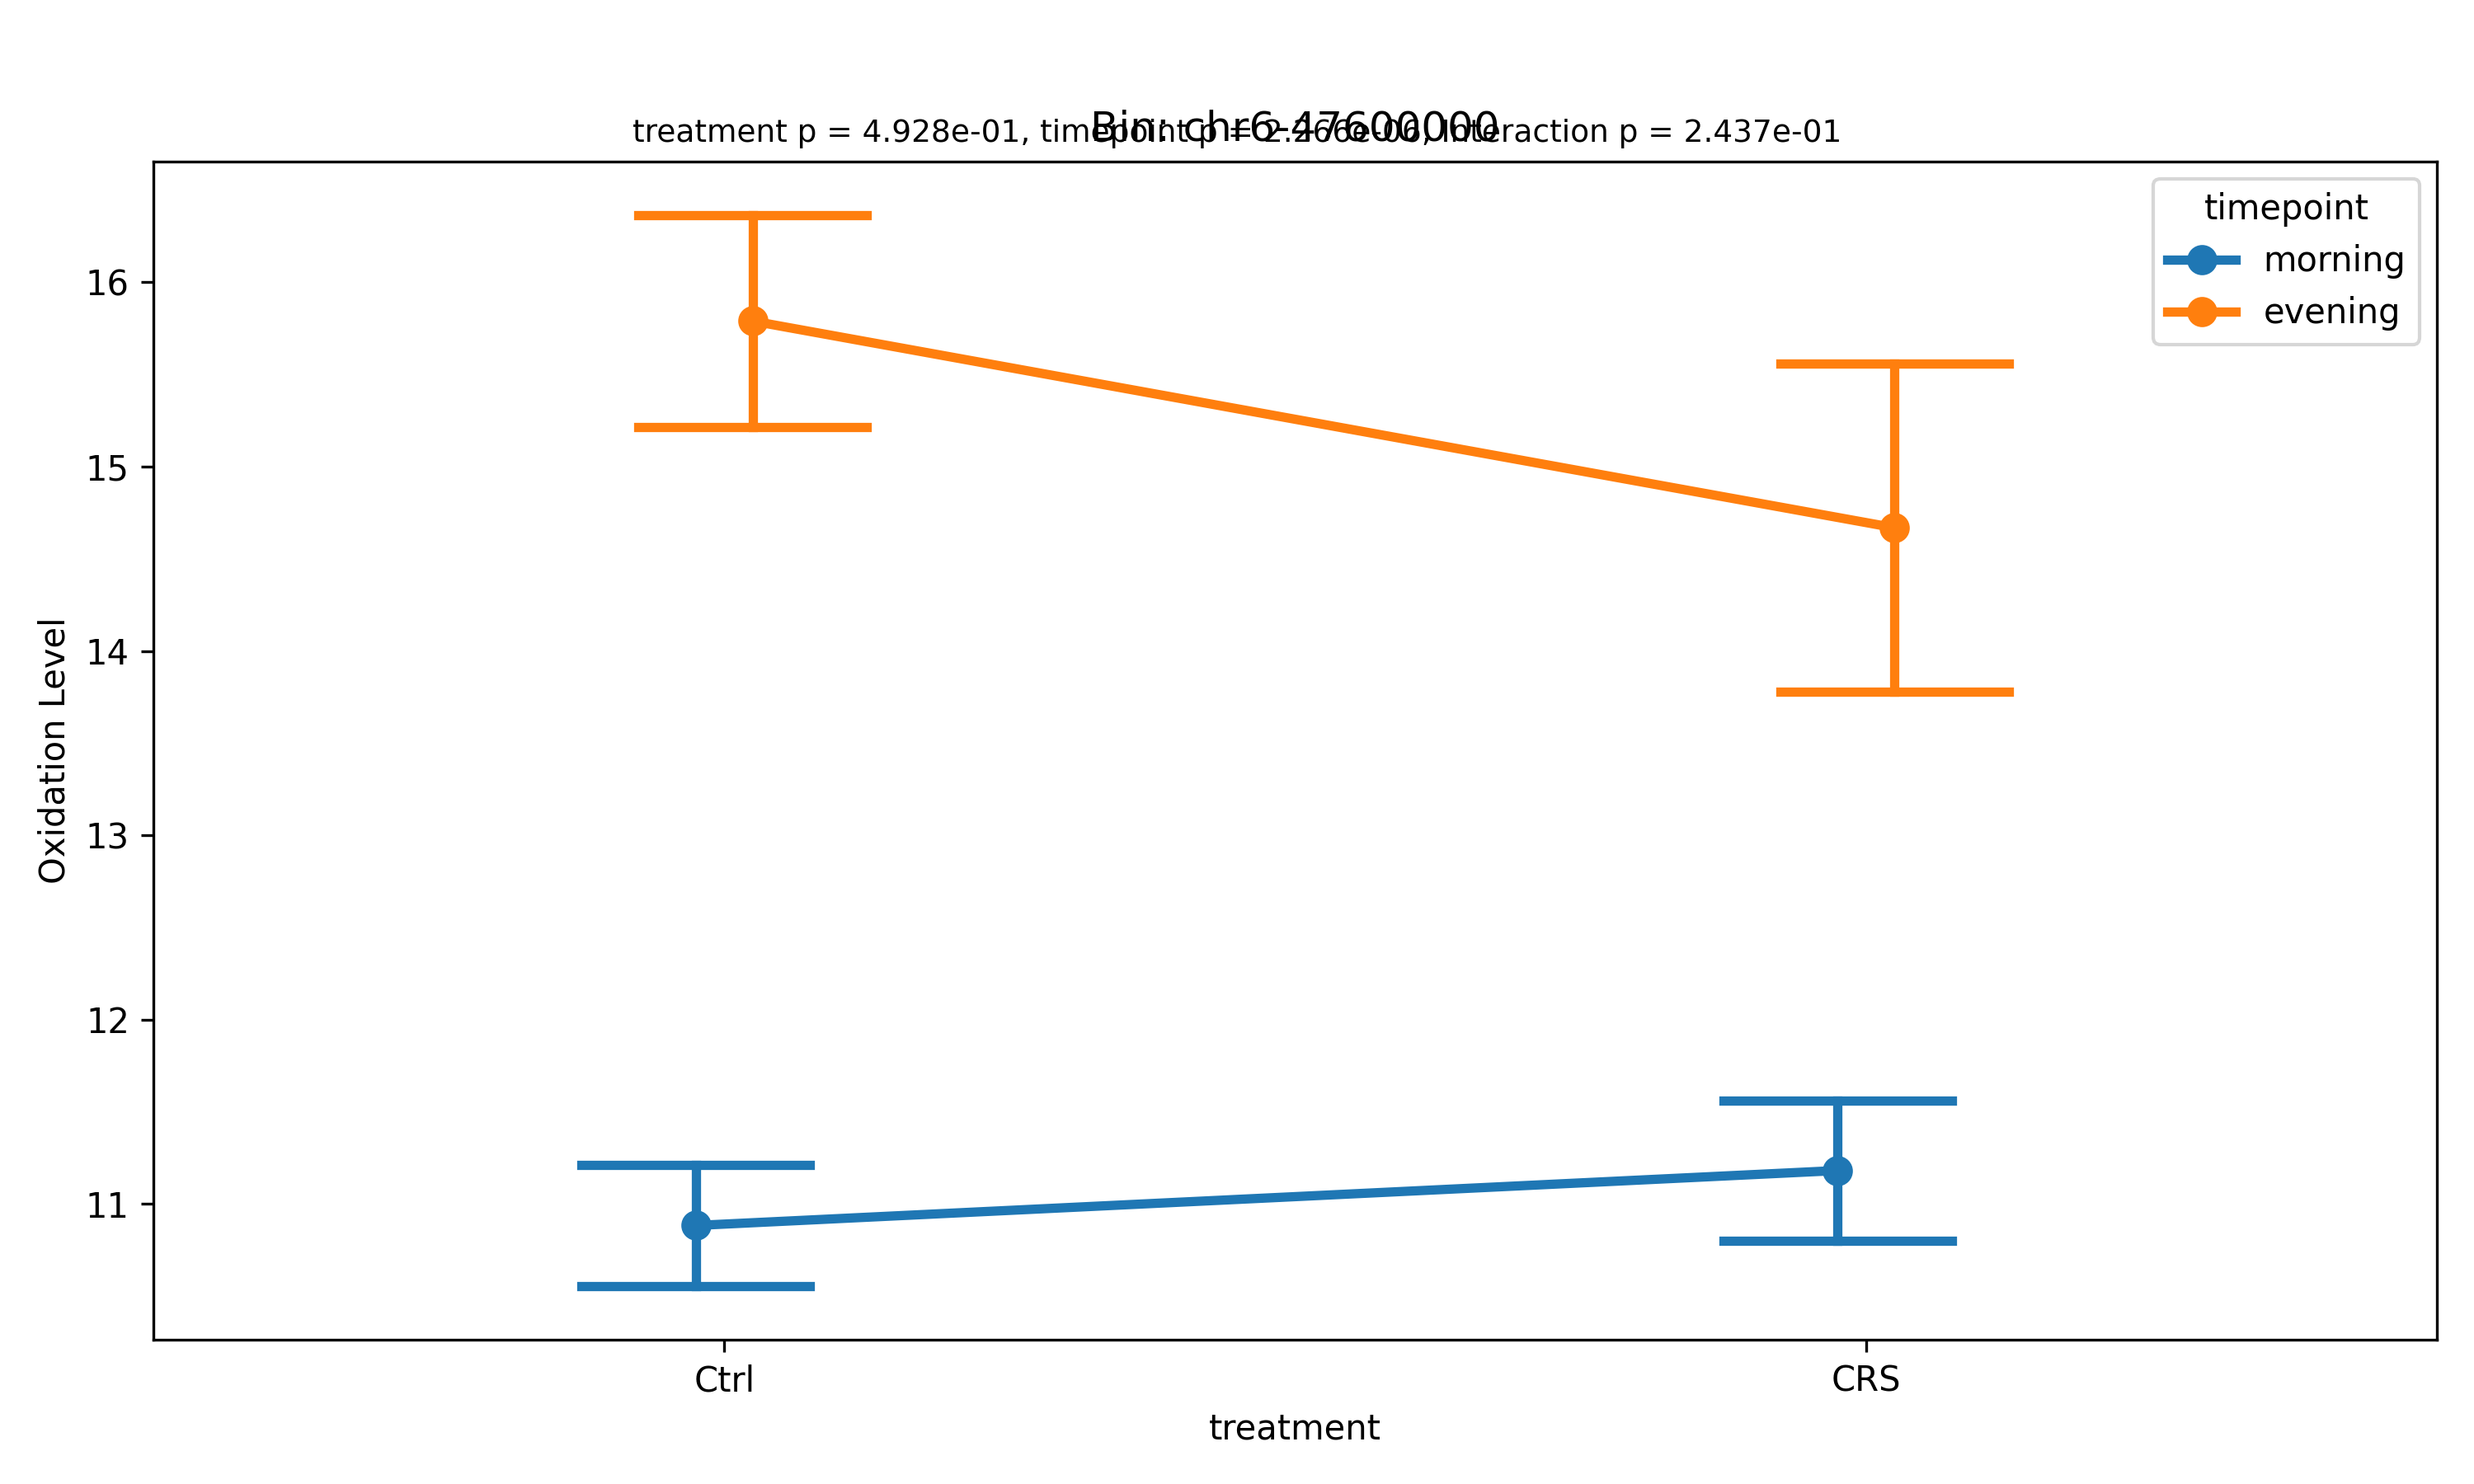 Bin: chr6-47600000
treatment p = 4.928e-01, timepoint p = 2.266e-06, Interaction p = 2.437e-01
timepoint
morning
evening
16
15
14
13
12
11
Oxidation Level
Ctrl
CRS
treatment